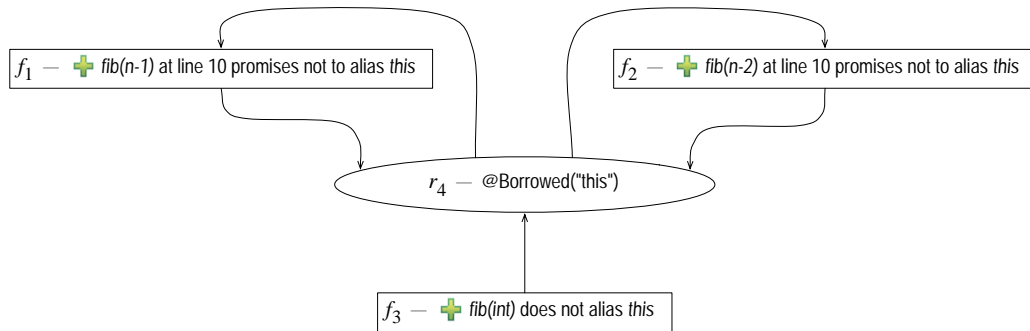 f1 — fib(n-1) at line 10 promises not to alias this
f2 — fib(n-2) at line 10 promises not to alias this
r4 — @Borrowed("this")
f3 — fib(int) does not alias this